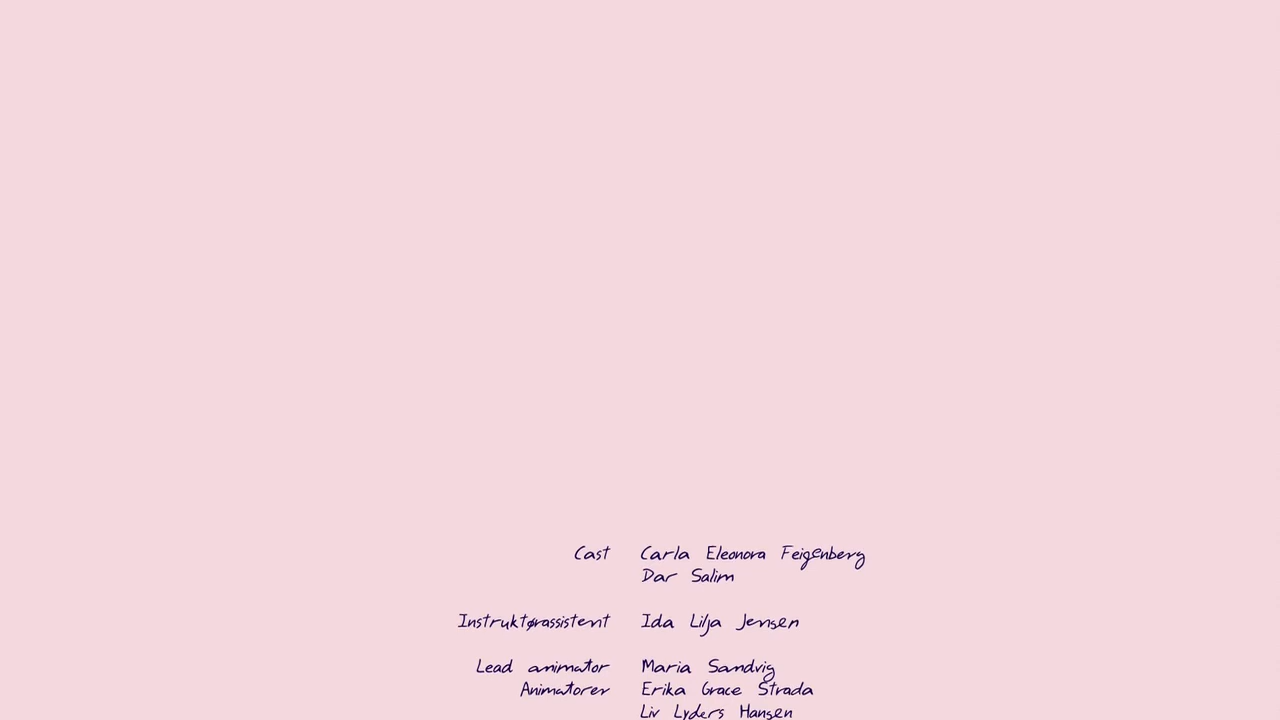 Cast Carla Eleonora Feigenberg
Dar Salim
Instruktørassistent Ida Lilja Jensen
Lead animator Maria Sandvig
Animatorer Erika Grace Strada
Liv Lyders Hansen